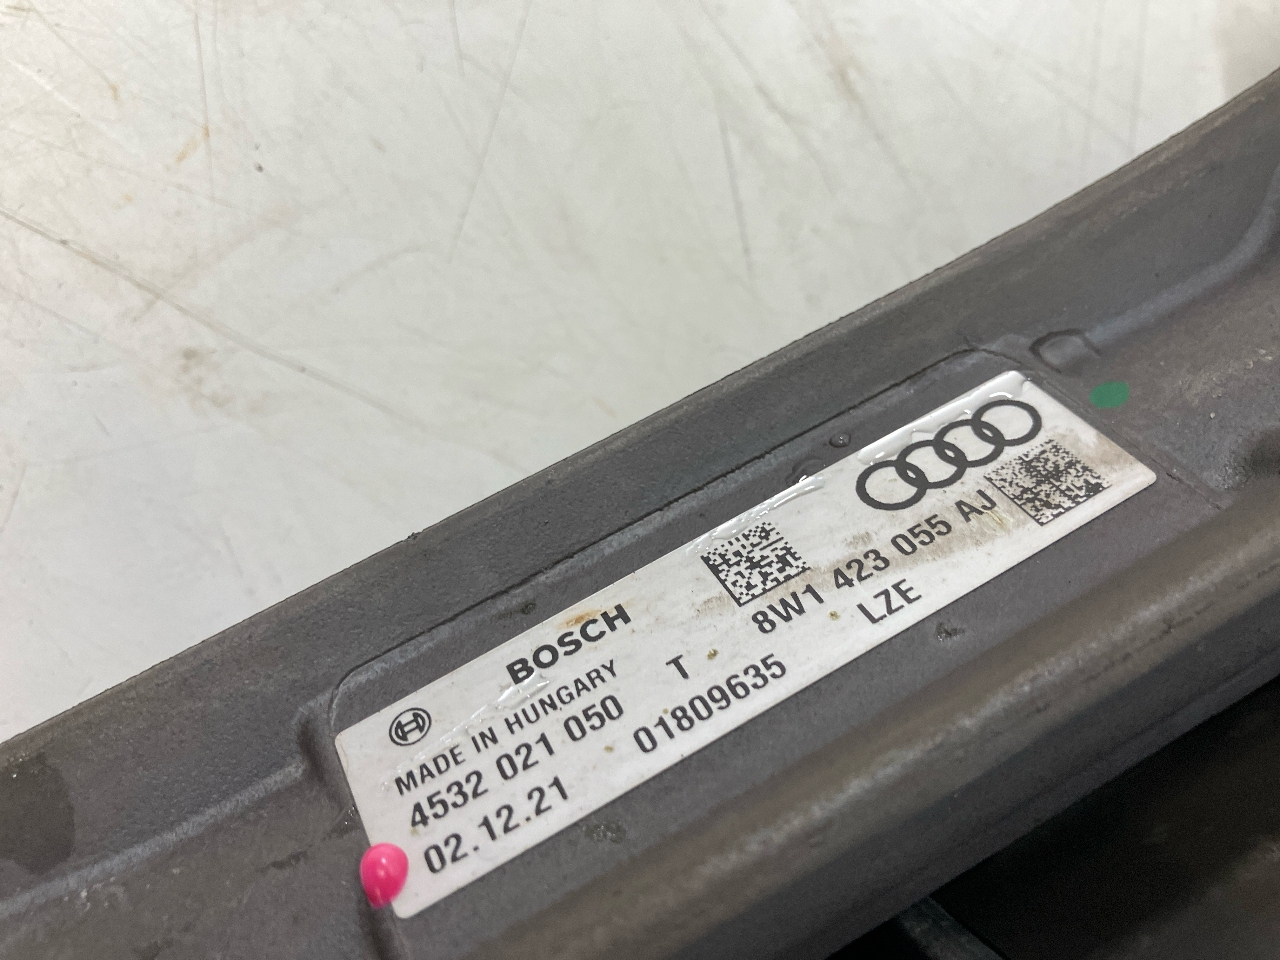 BOSCH
MADE IN HUNGARY
4532 021 050 T
02.12.21 01809635
8W1 423 055 AJ
LZE